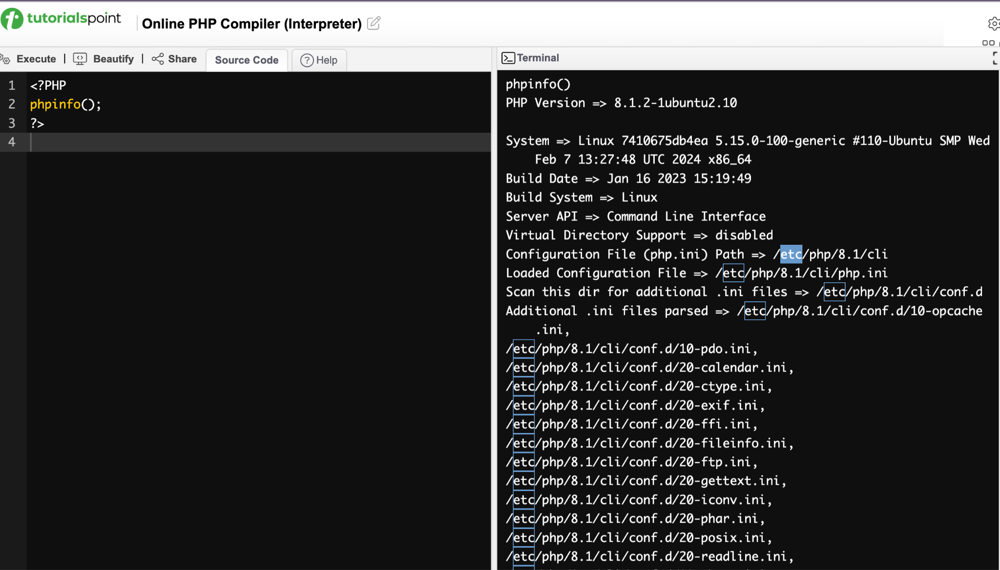 tutorialspoint
Online PHP Compiler (Interpreter)
Execute | Beautify | Share
Source Code
Help
1 <?PHP
2 phpinfo();
3 ?>
4
Terminal
phpinfo()
PHP Version => 8.1.2-1ubuntu2.10
System => Linux 7410675db4ea 5.15.0-100-generic #110-Ubuntu SMP Wed
Feb 7 13:27:48 UTC 2024 x86_64
Build Date => Jan 16 2023 15:19:49
Build System => Linux
Server API => Command Line Interface
Virtual Directory Support => disabled
Configuration File (php.ini) Path => /etc/php/8.1/cli
Loaded Configuration File => /etc/php/8.1/cli/php.ini
Scan this dir for additional .ini files => /etc/php/8.1/cli/conf.d
Additional .ini files parsed => /etc/php/8.1/cli/conf.d/10-opcache
.ini,
/etc/php/8.1/cli/conf.d/10-pdo.ini,
/etc/php/8.1/cli/conf.d/20-calendar.ini,
/etc/php/8.1/cli/conf.d/20-ctype.ini,
/etc/php/8.1/cli/conf.d/20-exif.ini,
/etc/php/8.1/cli/conf.d/20-ffi.ini,
/etc/php/8.1/cli/conf.d/20-fileinfo.ini,
/etc/php/8.1/cli/conf.d/20-ftp.ini,
/etc/php/8.1/cli/conf.d/20-gettext.ini,
/etc/php/8.1/cli/conf.d/20-iconv.ini,
/etc/php/8.1/cli/conf.d/20-phar.ini,
/etc/php/8.1/cli/conf.d/20-posix.ini,
/etc/php/8.1/cli/conf.d/20-readline.ini,